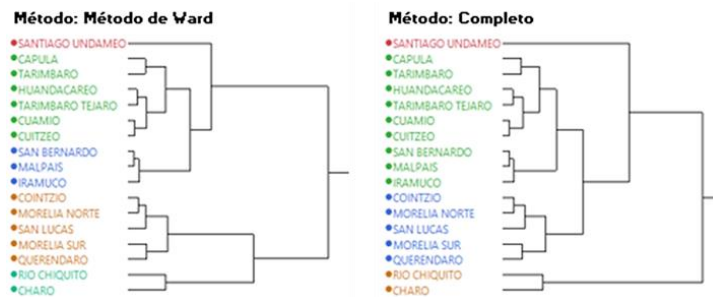 Método: Método de Ward
SANTIAGO UNDAMEO
CAPULA
TARIMBARO
HUANDACAREO
TARIMBARO TEJARO
CUAMIO
CUITZEO
SAN BERNARDO
MALPAIS
IRAMUCO
COINTZIO
MORELIA NORTE
SAN LUCAS
MORELIA SUR
QUERENDARO
RIO CHIQUITO
CHARO
Método: Completo
SANTIAGO UNDAMEO
CAPULA
TARIMBARO
HUANDACAREO
TARIMBARO TEJARO
CUAMIO
CUITZEO
SAN BERNARDO
MALPAIS
IRAMUCO
COINTZIO
MORELIA NORTE
SAN LUCAS
MORELIA SUR
QUERENDARO
RIO CHIQUITO
CHARO